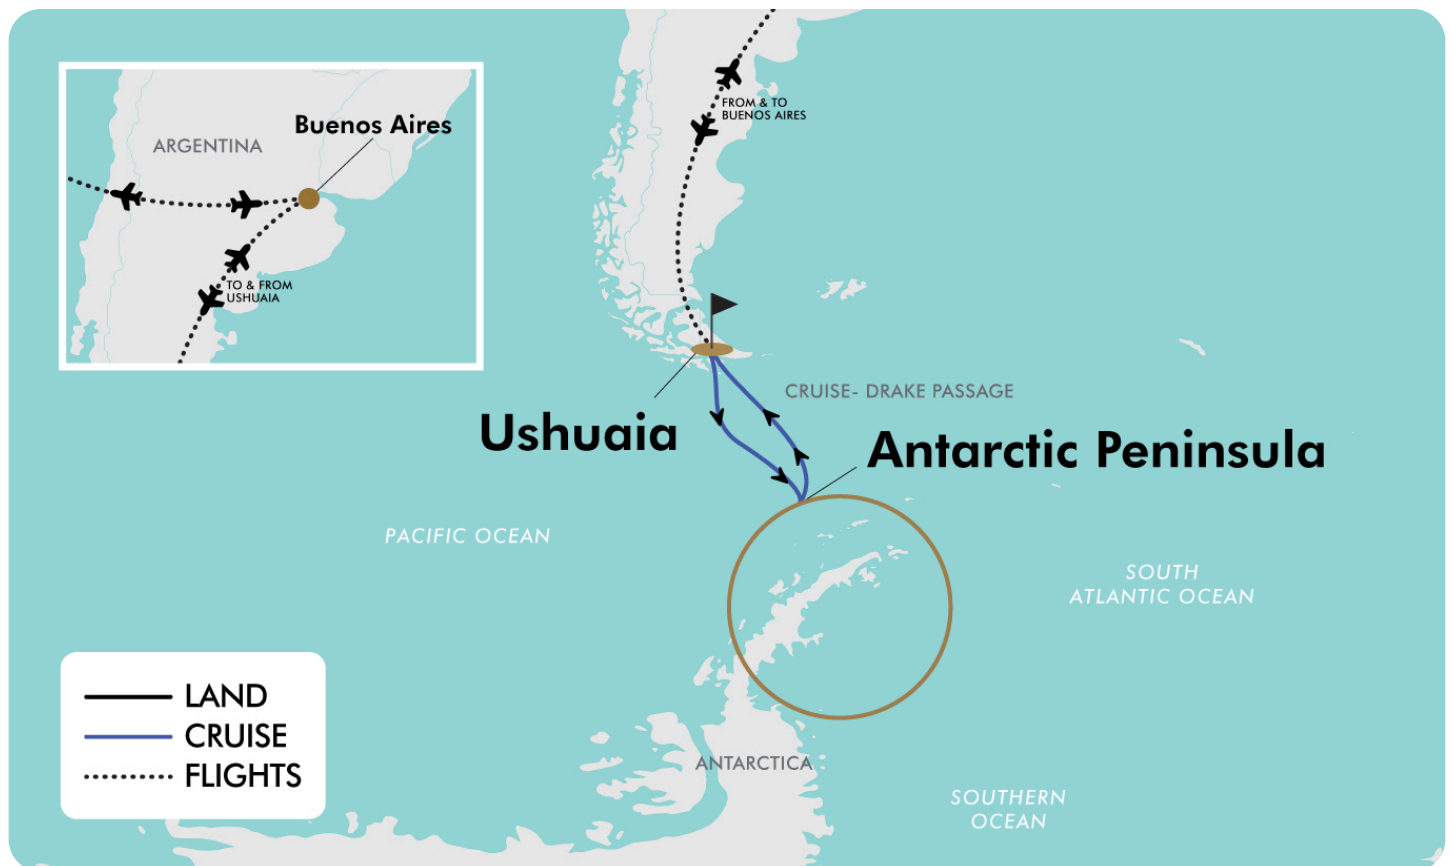 Buenos Aires
ARGENTINA
TO & FROM
USHUAIA
FROM & TO
BUENOS AIRES
CRUISE- DRAKE PASSAGE
Ushuaia
Antarctic Peninsula
PACIFIC OCEAN
SOUTH
ATLANTIC OCEAN
LAND
CRUISE
FLIGHTS
ANTARCTICA
SOUTHERN
OCEAN